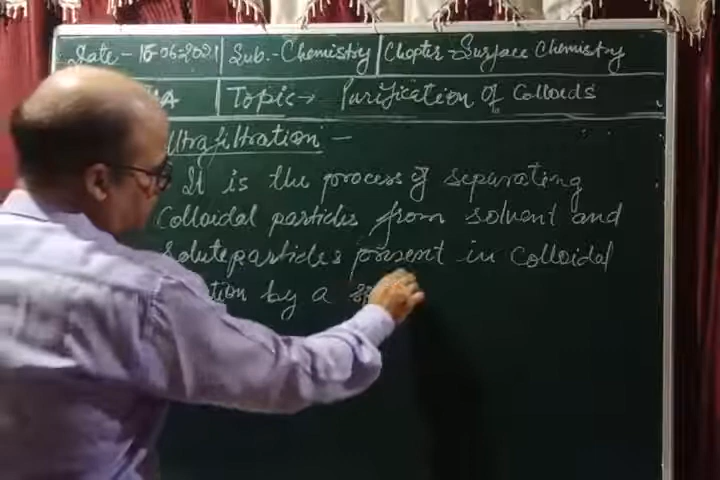 Date - 16-06-2021 Sub. - Chemistry Chapter - Surface Chemistry
Topic → Purification of Colloids
ltrafiltration -
It is the process of separating
Colloidal particles from solvent and
Solute particles present in Colloidal
tion by a